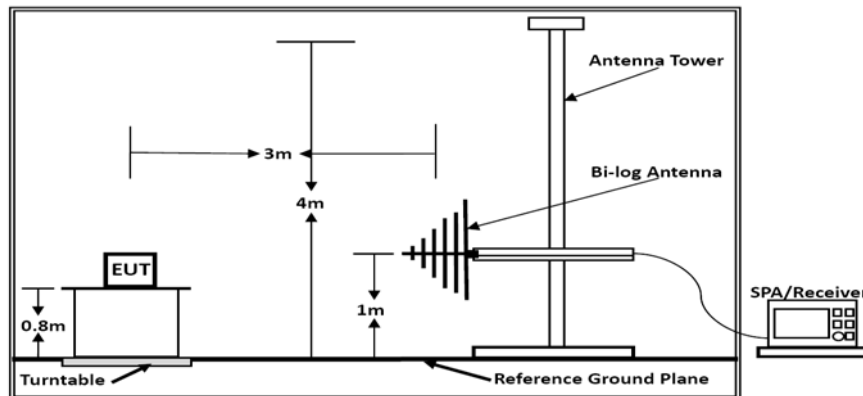 Antenna Tower
3m
Bi-log Antenna
4m
EUT
1m
0.8m
SPA/Receiver
Turntable
Reference Ground Plane